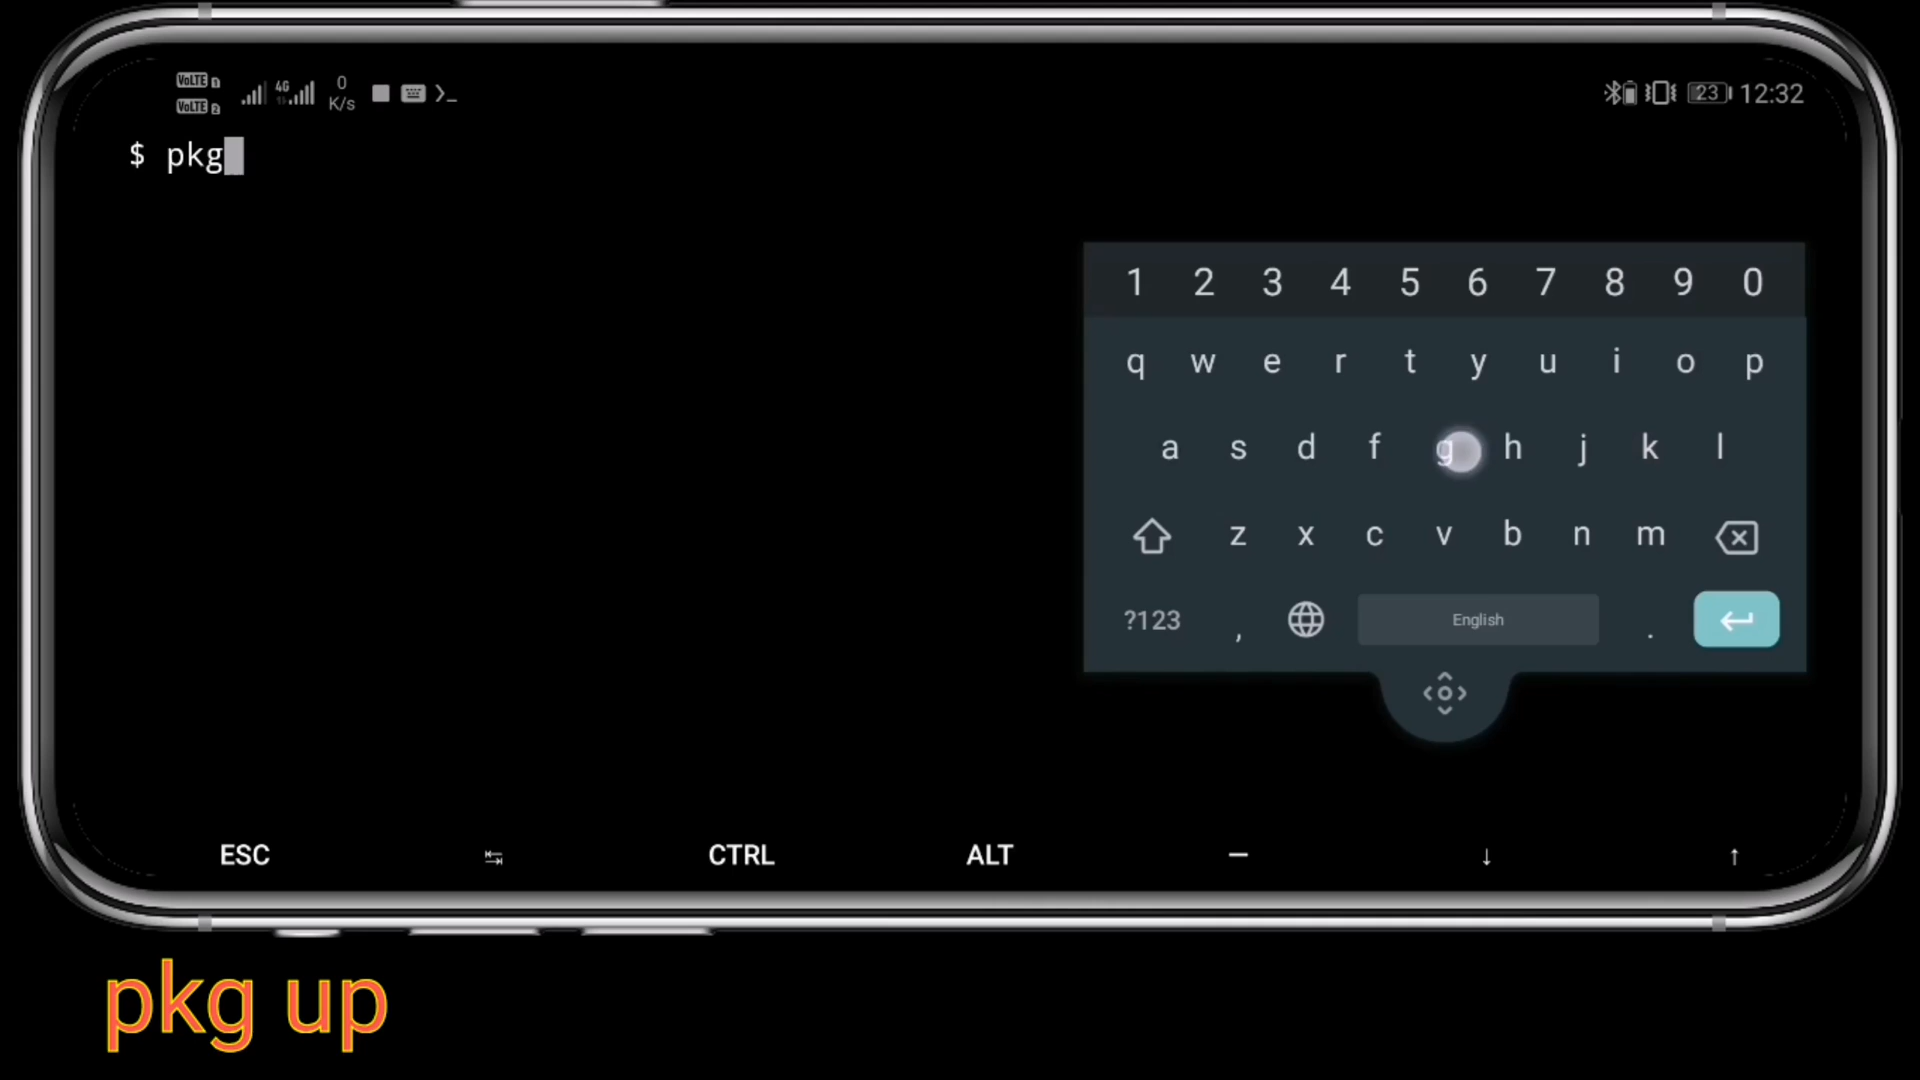 VoLTE 1
VoLTE 2
4G
0
K/s
23
12:32
$ pkg
1 2 3 4 5 6 7 8 9 0
q w e r t y u i o p
a s d f g h j k l
z x c v b n m
?123 , English .
ESC CTRL ALT — ↓ ↑
pkg up